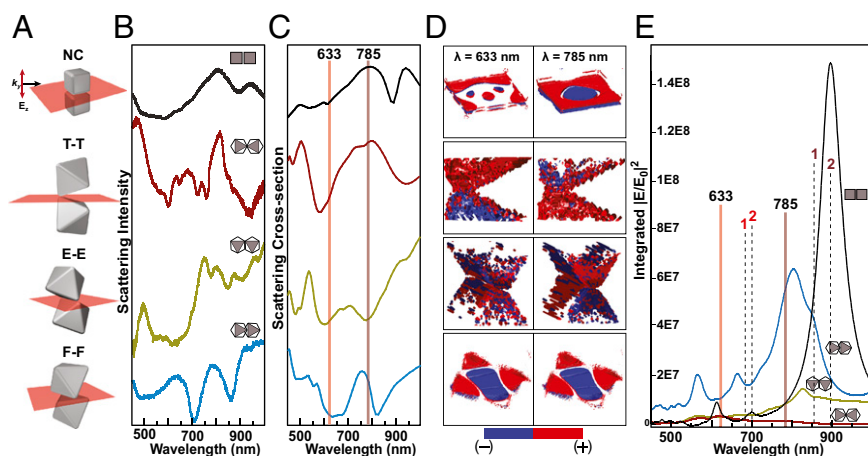 A
NC
k_y
E_z
T-T
E-E
F-F
B
Scattering Intensity
500 700 900
Wavelength (nm)
C
633 785
Scattering Cross-section
500 700 900
Wavelength (nm)
D
λ = 633 nm λ = 785 nm
(−) (+)
E
Integrated |E/E₀|²
1.4E8
1.2E8
1E8
8E7
6E7
4E7
2E7
0
633
1 2
785
1
2
500 700 900
Wavelength (nm)